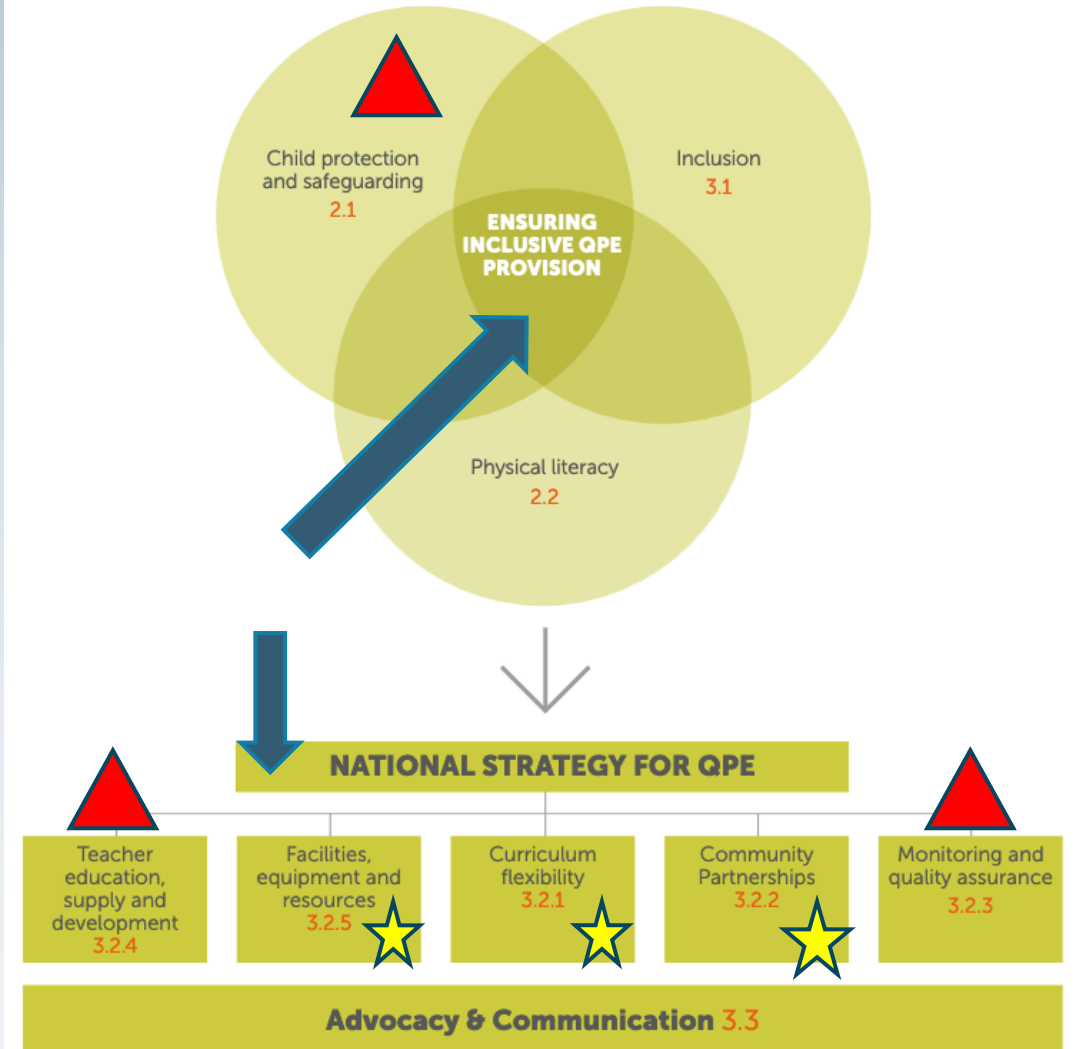 Child protection
and safeguarding
2.1
Inclusion
3.1
ENSURING
INCLUSIVE QPE
PROVISION
Physical literacy
2.2
NATIONAL STRATEGY FOR QPE
Teacher
education,
supply and
development
3.2.4
Facilities,
equipment and
resources
3.2.5
Curriculum
flexibility
3.2.1
Community
Partnerships
3.2.2
Monitoring and
quality assurance
3.2.3
Advocacy & Communication 3.3